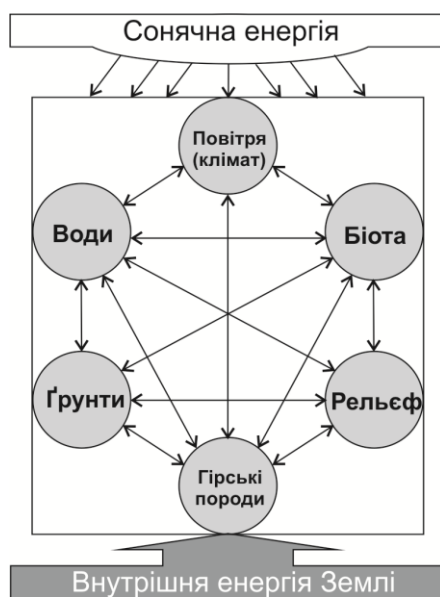 Сонячна енергія
Повітря
(клімат)
Води
Біота
Ґрунти
Рельєф
Гірські
породи
Внутрішня енергія Землі